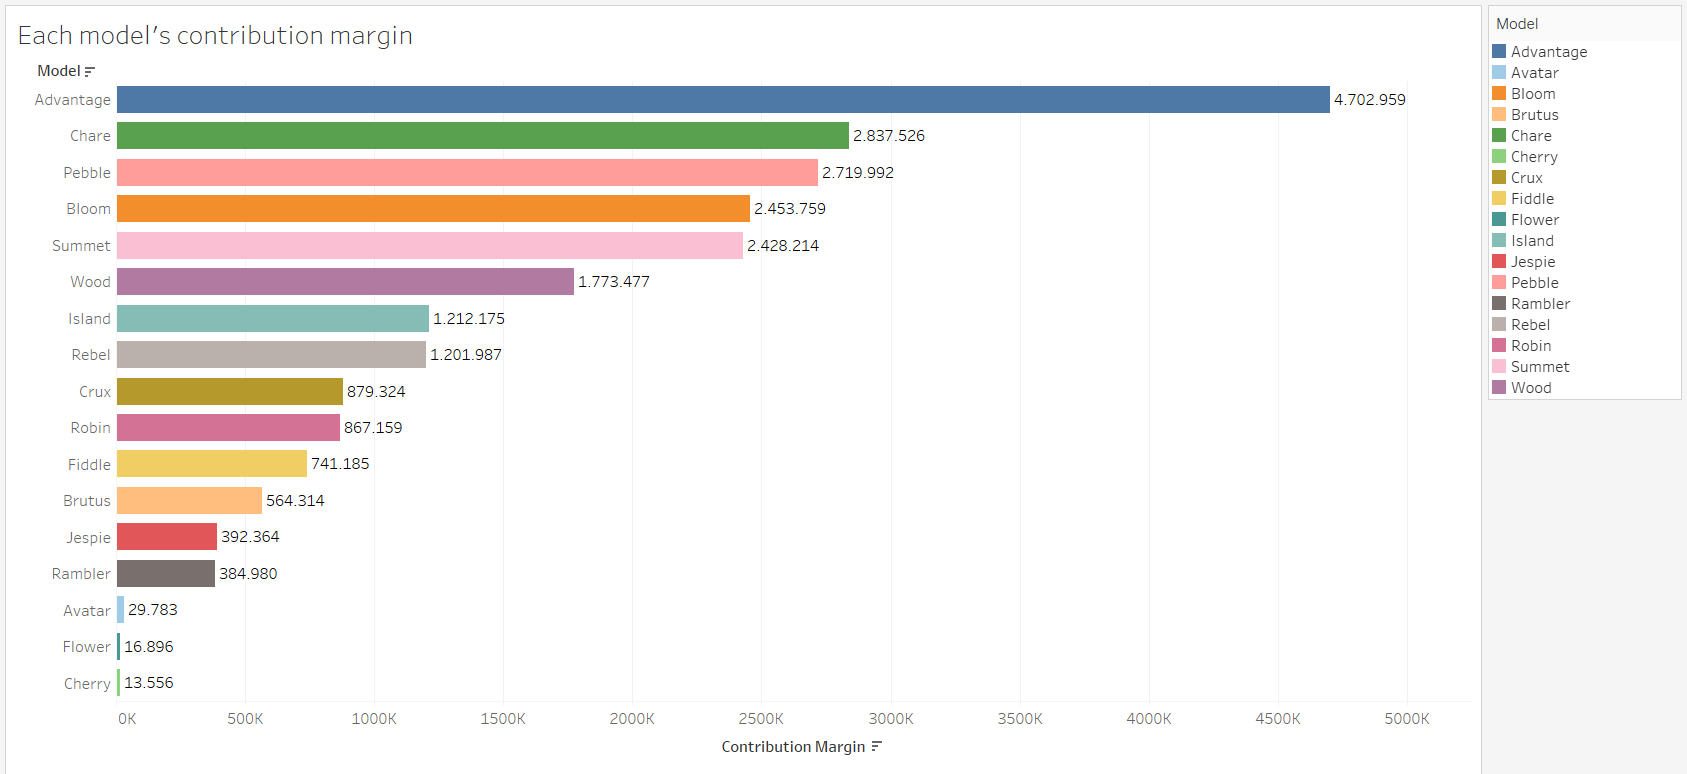 Each model's contribution margin
Model
Advantage 4.702.959
Chare 2.837.526
Pebble 2.719.992
Bloom 2.453.759
Summet 2.428.214
Wood 1.773.477
Island 1.212.175
Rebel 1.201.987
Crux 879.324
Robin 867.159
Fiddle 741.185
Brutus 564.314
Jespie 392.364
Rambler 384.980
Avatar 29.783
Flower 16.896
Cherry 13.556
0K 500K 1000K 1500K 2000K 2500K 3000K 3500K 4000K 4500K 5000K
Contribution Margin
Model
Advantage
Avatar
Bloom
Brutus
Chare
Cherry
Crux
Fiddle
Flower
Island
Jespie
Pebble
Rambler
Rebel
Robin
Summet
Wood